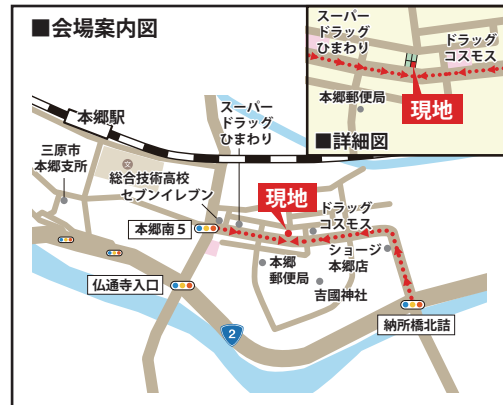 ■会場案内図
スーパー
ドラッグ
ひまわり
ドラッグ
コスモス
本郷郵便局
現地
■詳細図
本郷駅
スーパー
ドラッグ
ひまわり
三原市
本郷支所
文
総合技術高校
セブンイレブン
現地
本郷南5
ドラッグ
コスモス
ショージ
本郷店
本郷
郵便局
仏通寺入口
吉國神社
納所橋北詰
2